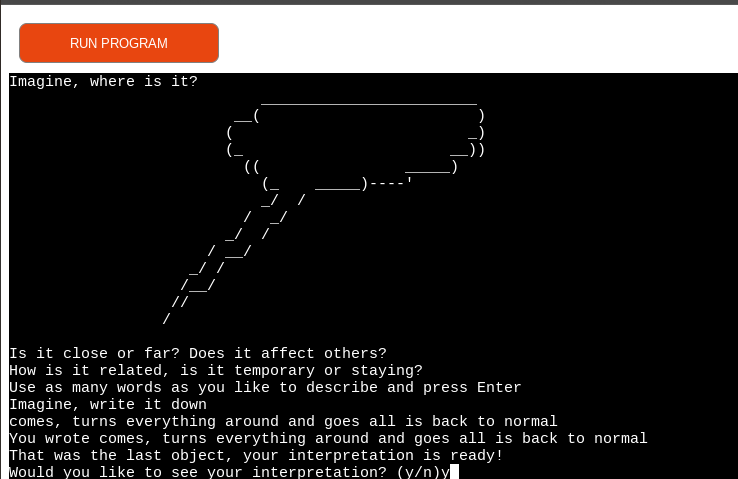 RUN PROGRAM
Imagine, where is it?
Is it close or far? Does it affect others?
How is it related, is it temporary or staying?
Use as many words as you like to describe and press Enter
Imagine, write it down
comes, turns everything around and goes all is back to normal
You wrote comes, turns everything around and goes all is back to normal
That was the last object, your interpretation is ready!
Would you like to see your interpretation? (y/n)y